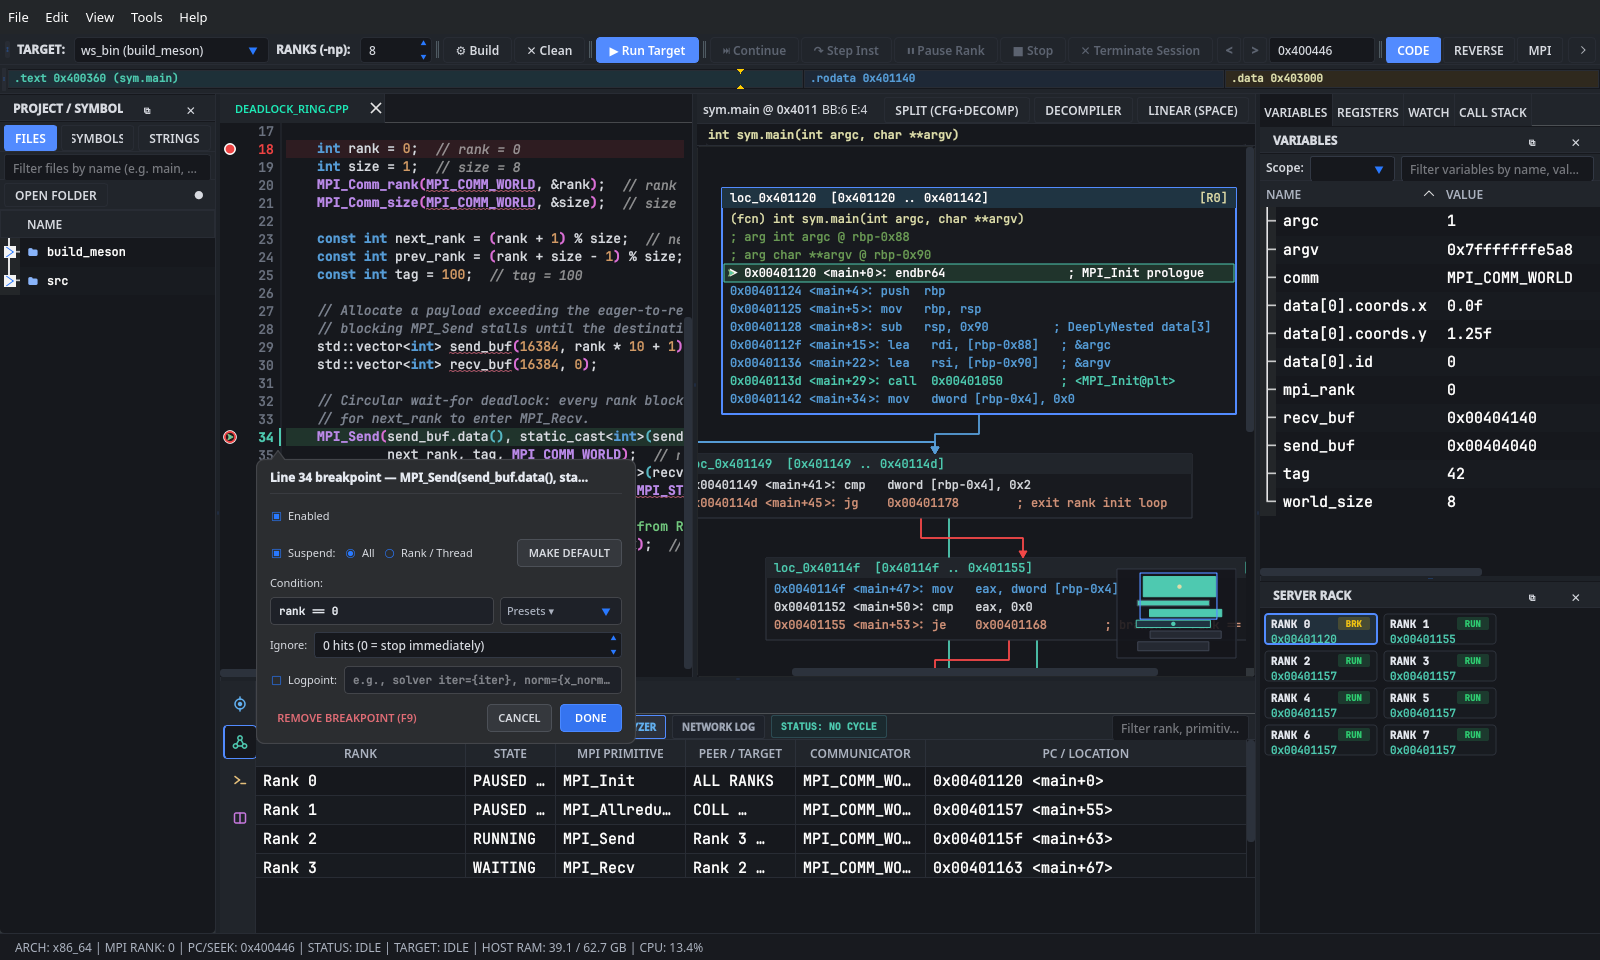 File Edit View Tools Help
TARGET: ws_bin (build_meson) RANKS (-np): 8 Build Clean Run Target Continue Step Inst Pause Rank Stop Terminate Session 0x400446 CODE REVERSE MPI
.text 0x400360 (sym.main) .rodata 0x401140 .data 0x403000
PROJECT / SYMBOL
FILES SYMBOLS STRINGS
Filter files by name (e.g. main, ...
OPEN FOLDER
NAME
build_meson
src
DEADLOCK_RING.CPP
17
18 int rank = 0; // rank = 0
19 int size = 1; // size = 8
20 MPI_Comm_rank(MPI_COMM_WORLD, &rank); // rank
21 MPI_Comm_size(MPI_COMM_WORLD, &size); // size
22
23 const int next_rank = (rank + 1) % size; // ne
24 const int prev_rank = (rank + size - 1) % size;
25 const int tag = 100; // tag = 100
26
27 // Allocate a payload exceeding the eager-to-re
28 // blocking MPI_Send stalls until the destinati
29 std::vector<int> send_buf(16384, rank * 10 + 1)
30 std::vector<int> recv_buf(16384, 0);
31
32 // Circular wait-for deadlock: every rank block
33 // for next_rank to enter MPI_Recv.
34 MPI_Send(send_buf.data(), static_cast<int>(send
35 next_rank, tag, MPI_COMM_WORLD); //
>(recv
MPI_ST
from R
); //
Line 34 breakpoint — MPI_Send(send_buf.data(), sta...
Enabled
Suspend: All Rank / Thread MAKE DEFAULT
Condition:
rank == 0 Presets ▾
Ignore: 0 hits (0 = stop immediately)
Logpoint: e.g., solver iter={iter}, norm={x_norm...
REMOVE BREAKPOINT (F9) CANCEL DONE
sym.main @ 0x4011 BB:6 E:4 SPLIT (CFG+DECOMP) DECOMPILER LINEAR (SPACE)
int sym.main(int argc, char **argv)
loc_0x401120 [0x401120 .. 0x401142] [R0]
(fcn) int sym.main(int argc, char **argv)
; arg int argc @ rbp-0x88
; arg char **argv @ rbp-0x90
0x00401120 <main+0>: endbr64 ; MPI_Init prologue
0x00401124 <main+4>: push rbp
0x00401125 <main+5>: mov rbp, rsp
0x00401128 <main+8>: sub rsp, 0x90 ; DeeplyNested data[3]
0x0040112f <main+15>: lea rdi, [rbp-0x88] ; &argc
0x00401136 <main+22>: lea rsi, [rbp-0x90] ; &argv
0x0040113d <main+29>: call 0x00401050 ; <MPI_Init@plt>
0x00401142 <main+34>: mov dword [rbp-0x4], 0x0
oc_0x401149 [0x401149 .. 0x40114d]
x00401149 <main+41>: cmp dword [rbp-0x4], 0x2
x0040114d <main+45>: jg 0x00401178 ; exit rank init loop
loc_0x40114f [0x40114f .. 0x401155]
0x0040114f <main+47>: mov eax, dword [rbp-0x4]
0x00401152 <main+50>: cmp eax, 0x0
0x00401155 <main+53>: je 0x00401168 ;
YZER NETWORK LOG STATUS: NO CYCLE Filter rank, primitiv...
RANK STATE MPI PRIMITIVE PEER / TARGET COMMUNICATOR PC / LOCATION
Rank 0 PAUSED … MPI_Init ALL RANKS MPI_COMM_WO… 0x00401120 <main+0>
Rank 1 PAUSED … MPI_Allredu… COLL … MPI_COMM_WO… 0x00401157 <main+55>
Rank 2 RUNNING MPI_Send Rank 3 … MPI_COMM_WO… 0x0040115f <main+63>
Rank 3 WAITING MPI_Recv Rank 2 … MPI_COMM_WO… 0x00401163 <main+67>
VARIABLES REGISTERS WATCH CALL STACK
VARIABLES
Scope: Filter variables by name, val...
NAME VALUE
argc 1
argv 0x7fffffffe5a8
comm MPI_COMM_WORLD
data[0].coords.x 0.0f
data[0].coords.y 1.25f
data[0].id 0
mpi_rank 0
recv_buf 0x00404140
send_buf 0x00404040
tag 42
world_size 8
SERVER RACK
RANK 0 BRK RANK 1 RUN
0x00401120 0x00401155
RANK 2 RUN RANK 3 RUN
0x00401157 0x00401157
RANK 4 RUN RANK 5 RUN
0x00401157 0x00401157
RANK 6 RUN RANK 7 RUN
0x00401157 0x00401157
ARCH: x86_64 | MPI RANK: 0 | PC/SEEK: 0x400446 | STATUS: IDLE | TARGET: IDLE | HOST RAM: 39.1 / 62.7 GB | CPU: 13.4%